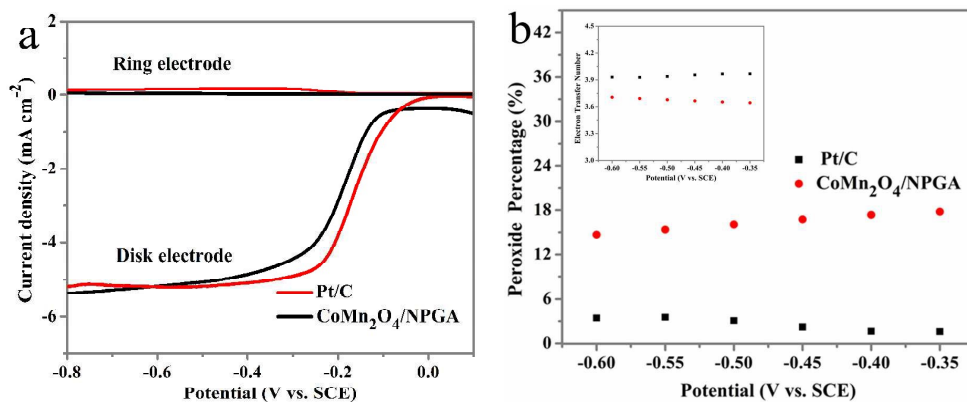 a
Current density (mA cm⁻²)
2
0
-2
-4
-6
Ring electrode
Disk electrode
Pt/C
CoMn₂O₄/NPGA
-0.8 -0.6 -0.4 -0.2 0.0
Potential (V vs. SCE)
b
Peroxide Percentage (%)
42
36
30
24
18
12
6
0
Electron Transfer Number
4.5
4.2
3.9
3.6
3.3
3.0
-0.60 -0.55 -0.50 -0.45 -0.40 -0.35
Potential (V vs. SCE)
Pt/C
CoMn₂O₄/NPGA
-0.60 -0.55 -0.50 -0.45 -0.40 -0.35
Potential (V vs. SCE)